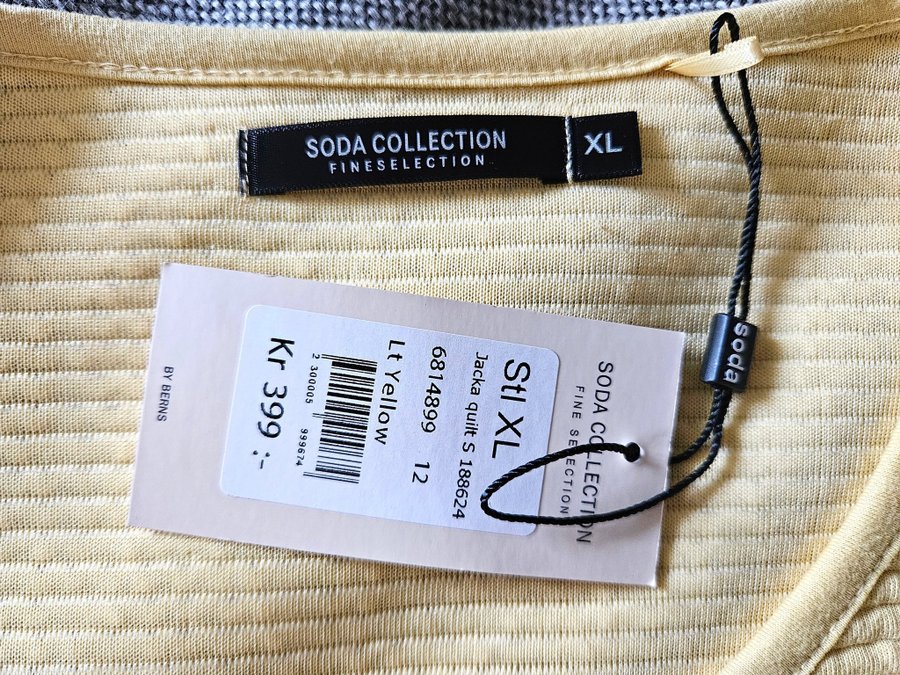 SODA COLLECTION
FINESELECTION
XL
soda
SODA COLLECTION
FINE SELECTION
Stl XL
Jacka quilt S 188624
6814899 12
Lt Yellow
2 300005 999674
Kr 399 :-
BY BERNS